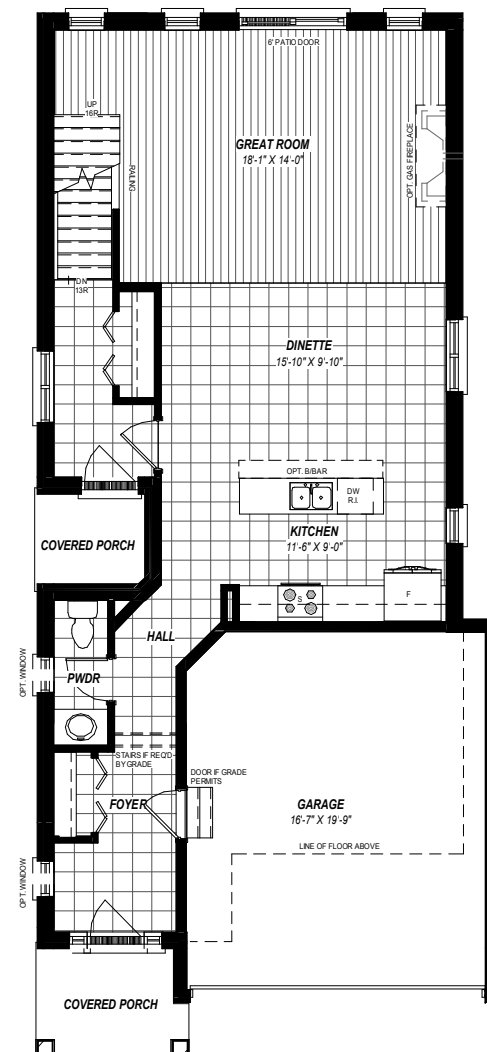 6' PATIO DOOR
UP
16R
RAILING
GREAT ROOM
18'-1" X 14'-0"
OPT. GAS FIREPLACE
DN
13R
DINETTE
15'-10" X 9'-10"
OPT. B/BAR
DW
R.I.
KITCHEN
11'-6" X 9'-0"
COVERED PORCH
S
F
HALL
OPT. WINDOW
PWDR
STAIRS IF REQ'D
BY GRADE
DOOR IF GRADE
PERMITS
FOYER
GARAGE
16'-7" X 19'-9"
LINE OF FLOOR ABOVE
OPT. WINDOW
COVERED PORCH